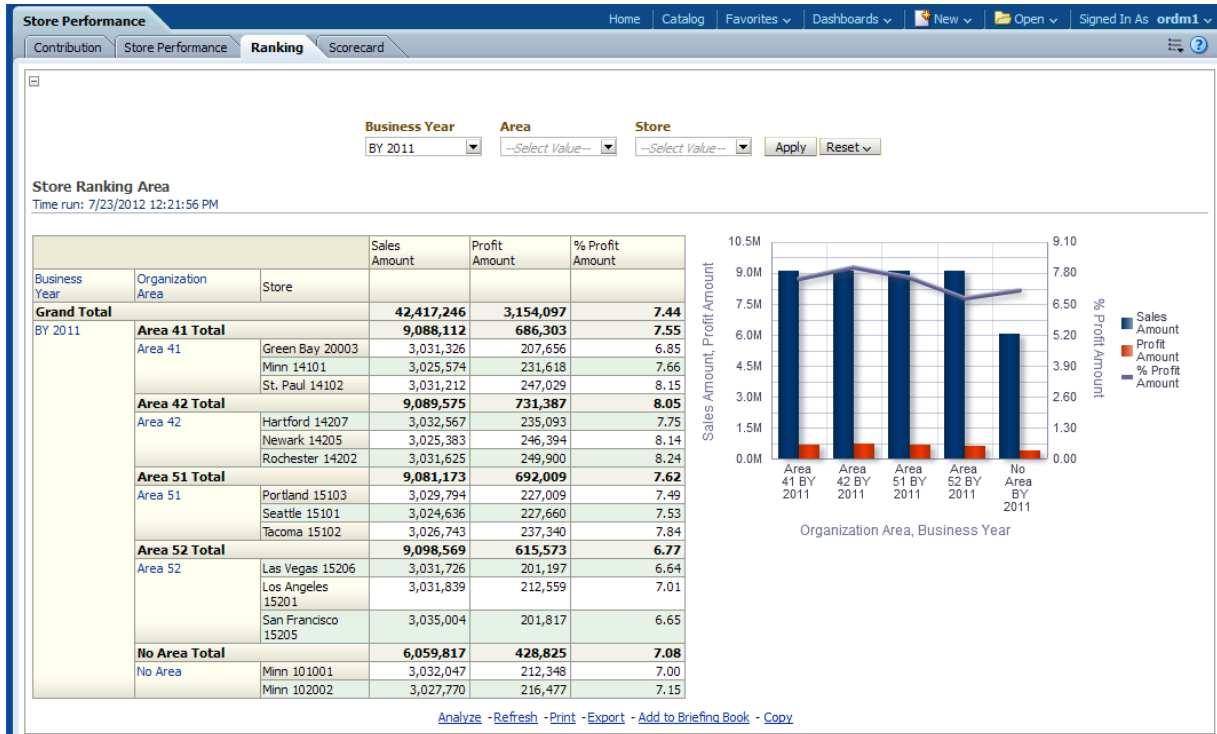 Store Performance
Home Catalog Favorites Dashboards New Open Signed In As ordm1
Contribution Store Performance Ranking Scorecard
Business Year Area Store
BY 2011 --Select Value-- --Select Value-- Apply Reset
Store Ranking Area
Time run: 7/23/2012 12:21:56 PM
Sales Amount Profit Amount % Profit Amount
Business Year Organization Area Store
Grand Total 42,417,246 3,154,097 7.44
BY 2011 Area 41 Total 9,088,112 686,303 7.55
Area 41 Green Bay 20003 3,031,326 207,656 6.85
Minn 14101 3,025,574 231,618 7.66
St. Paul 14102 3,031,212 247,029 8.15
Area 42 Total 9,089,575 731,387 8.05
Area 42 Hartford 14207 3,032,567 235,093 7.75
Newark 14205 3,025,383 246,394 8.14
Rochester 14202 3,031,625 249,900 8.24
Area 51 Total 9,081,173 692,009 7.62
Area 51 Portland 15103 3,029,794 227,009 7.49
Seattle 15101 3,024,636 227,660 7.53
Tacoma 15102 3,026,743 237,340 7.84
Area 52 Total 9,098,569 615,573 6.77
Area 52 Las Vegas 15206 3,031,726 201,197 6.64
Los Angeles 15201 3,031,839 212,559 7.01
San Francisco 15205 3,035,004 201,817 6.65
No Area Total 6,059,817 428,825 7.08
No Area Minn 101001 3,032,047 212,348 7.00
Minn 102002 3,027,770 216,477 7.15
Sales Amount, Profit Amount
10.5M
9.0M
7.5M
6.0M
4.5M
3.0M
1.5M
0.0M
9.10
7.80
6.50
5.20
3.90
2.60
1.30
0.00
% Profit Amount
Area 41 BY 2011
Area 42 BY 2011
Area 51 BY 2011
Area 52 BY 2011
No Area BY 2011
Organization Area, Business Year
Sales Amount
Profit Amount
% Profit Amount
Analyze - Refresh - Print - Export - Add to Briefing Book - Copy